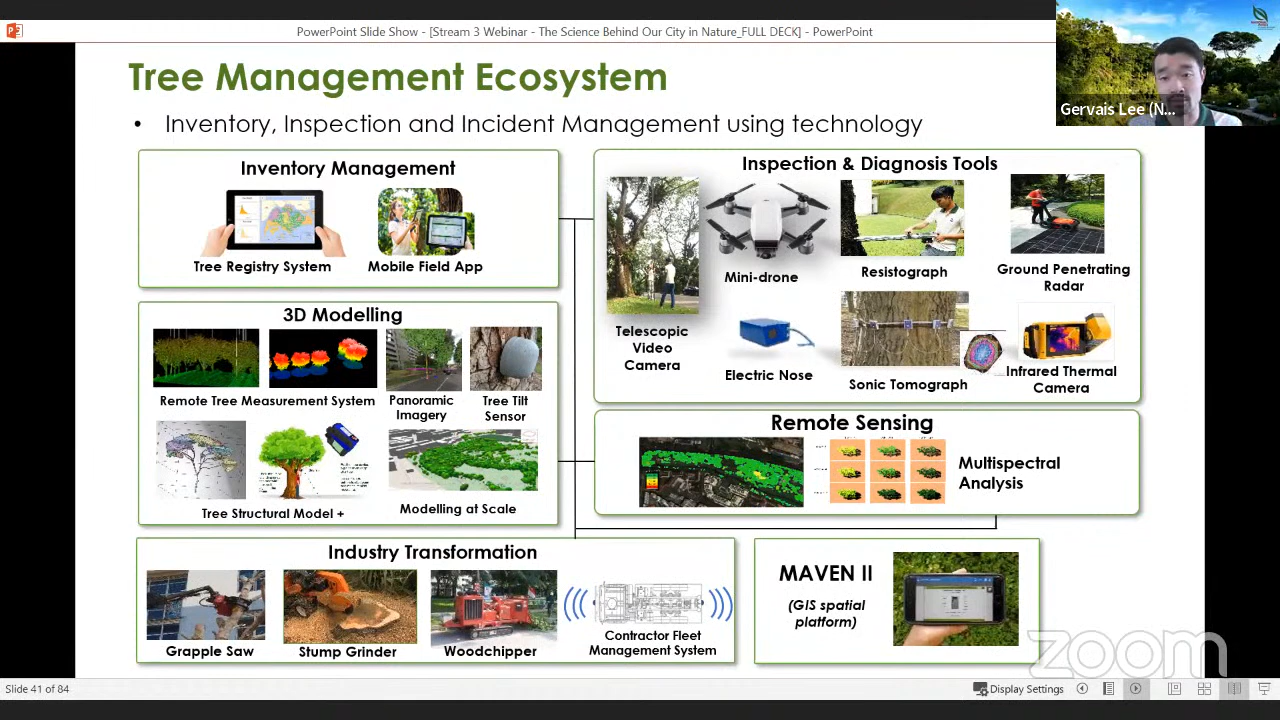 PowerPoint Slide Show - [Stream 3 Webinar - The Science Behind Our City in Nature_FULL DECK] - PowerPoint
Gervais Lee (N...
Tree Management Ecosystem
• Inventory, Inspection and Incident Management using technology
Inventory Management
Tree Registry System
Mobile Field App
3D Modelling
Remote Tree Measurement System
Panoramic
Imagery
Tree Tilt
Sensor
Tree Structural Model +
Modelling at Scale
Inspection & Diagnosis Tools
Telescopic
Video
Camera
Mini-drone
Resistograph
Ground Penetrating
Radar
Electric Nose
Sonic Tomograph
Infrared Thermal
Camera
Remote Sensing
Multispectral
Analysis
Industry Transformation
Grapple Saw
Stump Grinder
Woodchipper
Contractor Fleet
Management System
MAVEN II
(GIS spatial
platform)
zoom
Slide 41 of 84
Display Settings